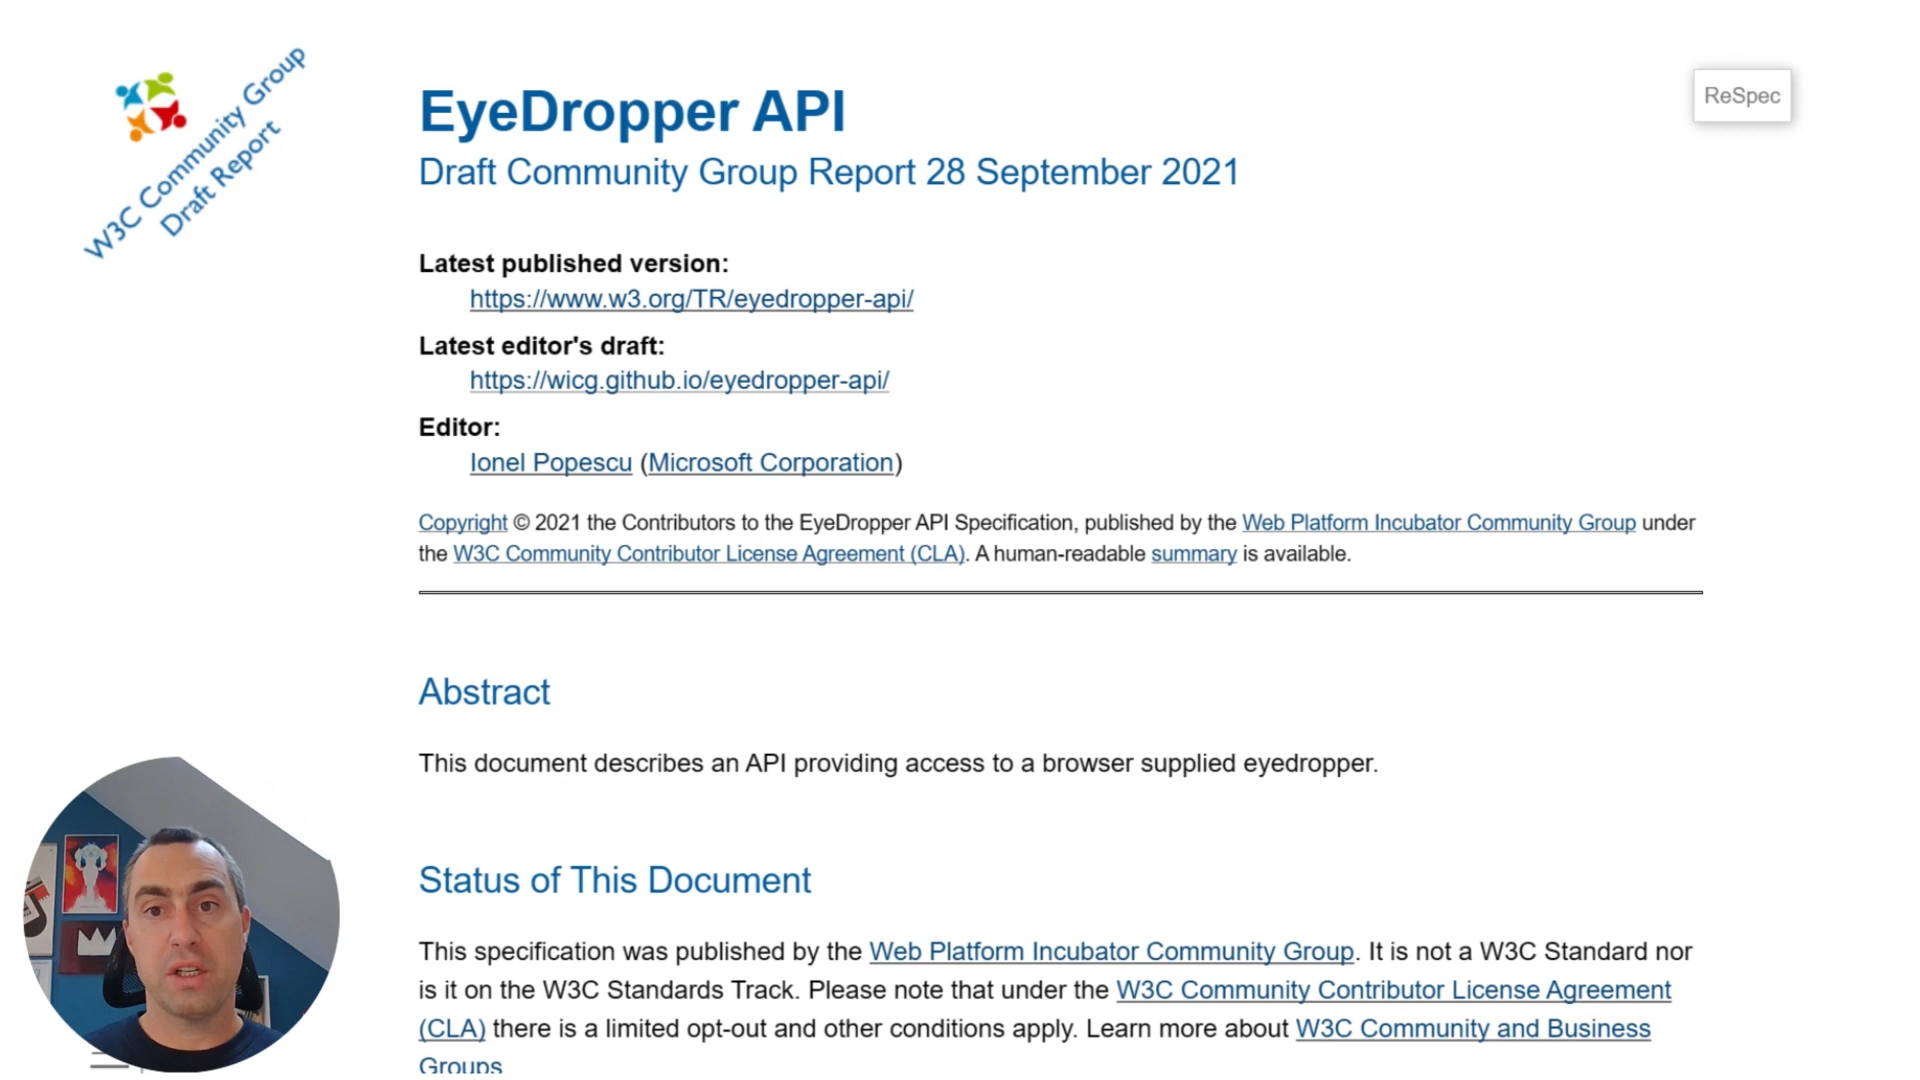 W3C Community Group
Draft Report
EyeDropper API
ReSpec
Draft Community Group Report 28 September 2021
Latest published version:
https://www.w3.org/TR/eyedropper-api/
Latest editor's draft:
https://wicg.github.io/eyedropper-api/
Editor:
Ionel Popescu (Microsoft Corporation)
Copyright © 2021 the Contributors to the EyeDropper API Specification, published by the Web Platform Incubator Community Group under
the W3C Community Contributor License Agreement (CLA). A human-readable summary is available.
Abstract
This document describes an API providing access to a browser supplied eyedropper.
Status of This Document
This specification was published by the Web Platform Incubator Community Group. It is not a W3C Standard nor
is it on the W3C Standards Track. Please note that under the W3C Community Contributor License Agreement
(CLA) there is a limited opt-out and other conditions apply. Learn more about W3C Community and Business
Groups